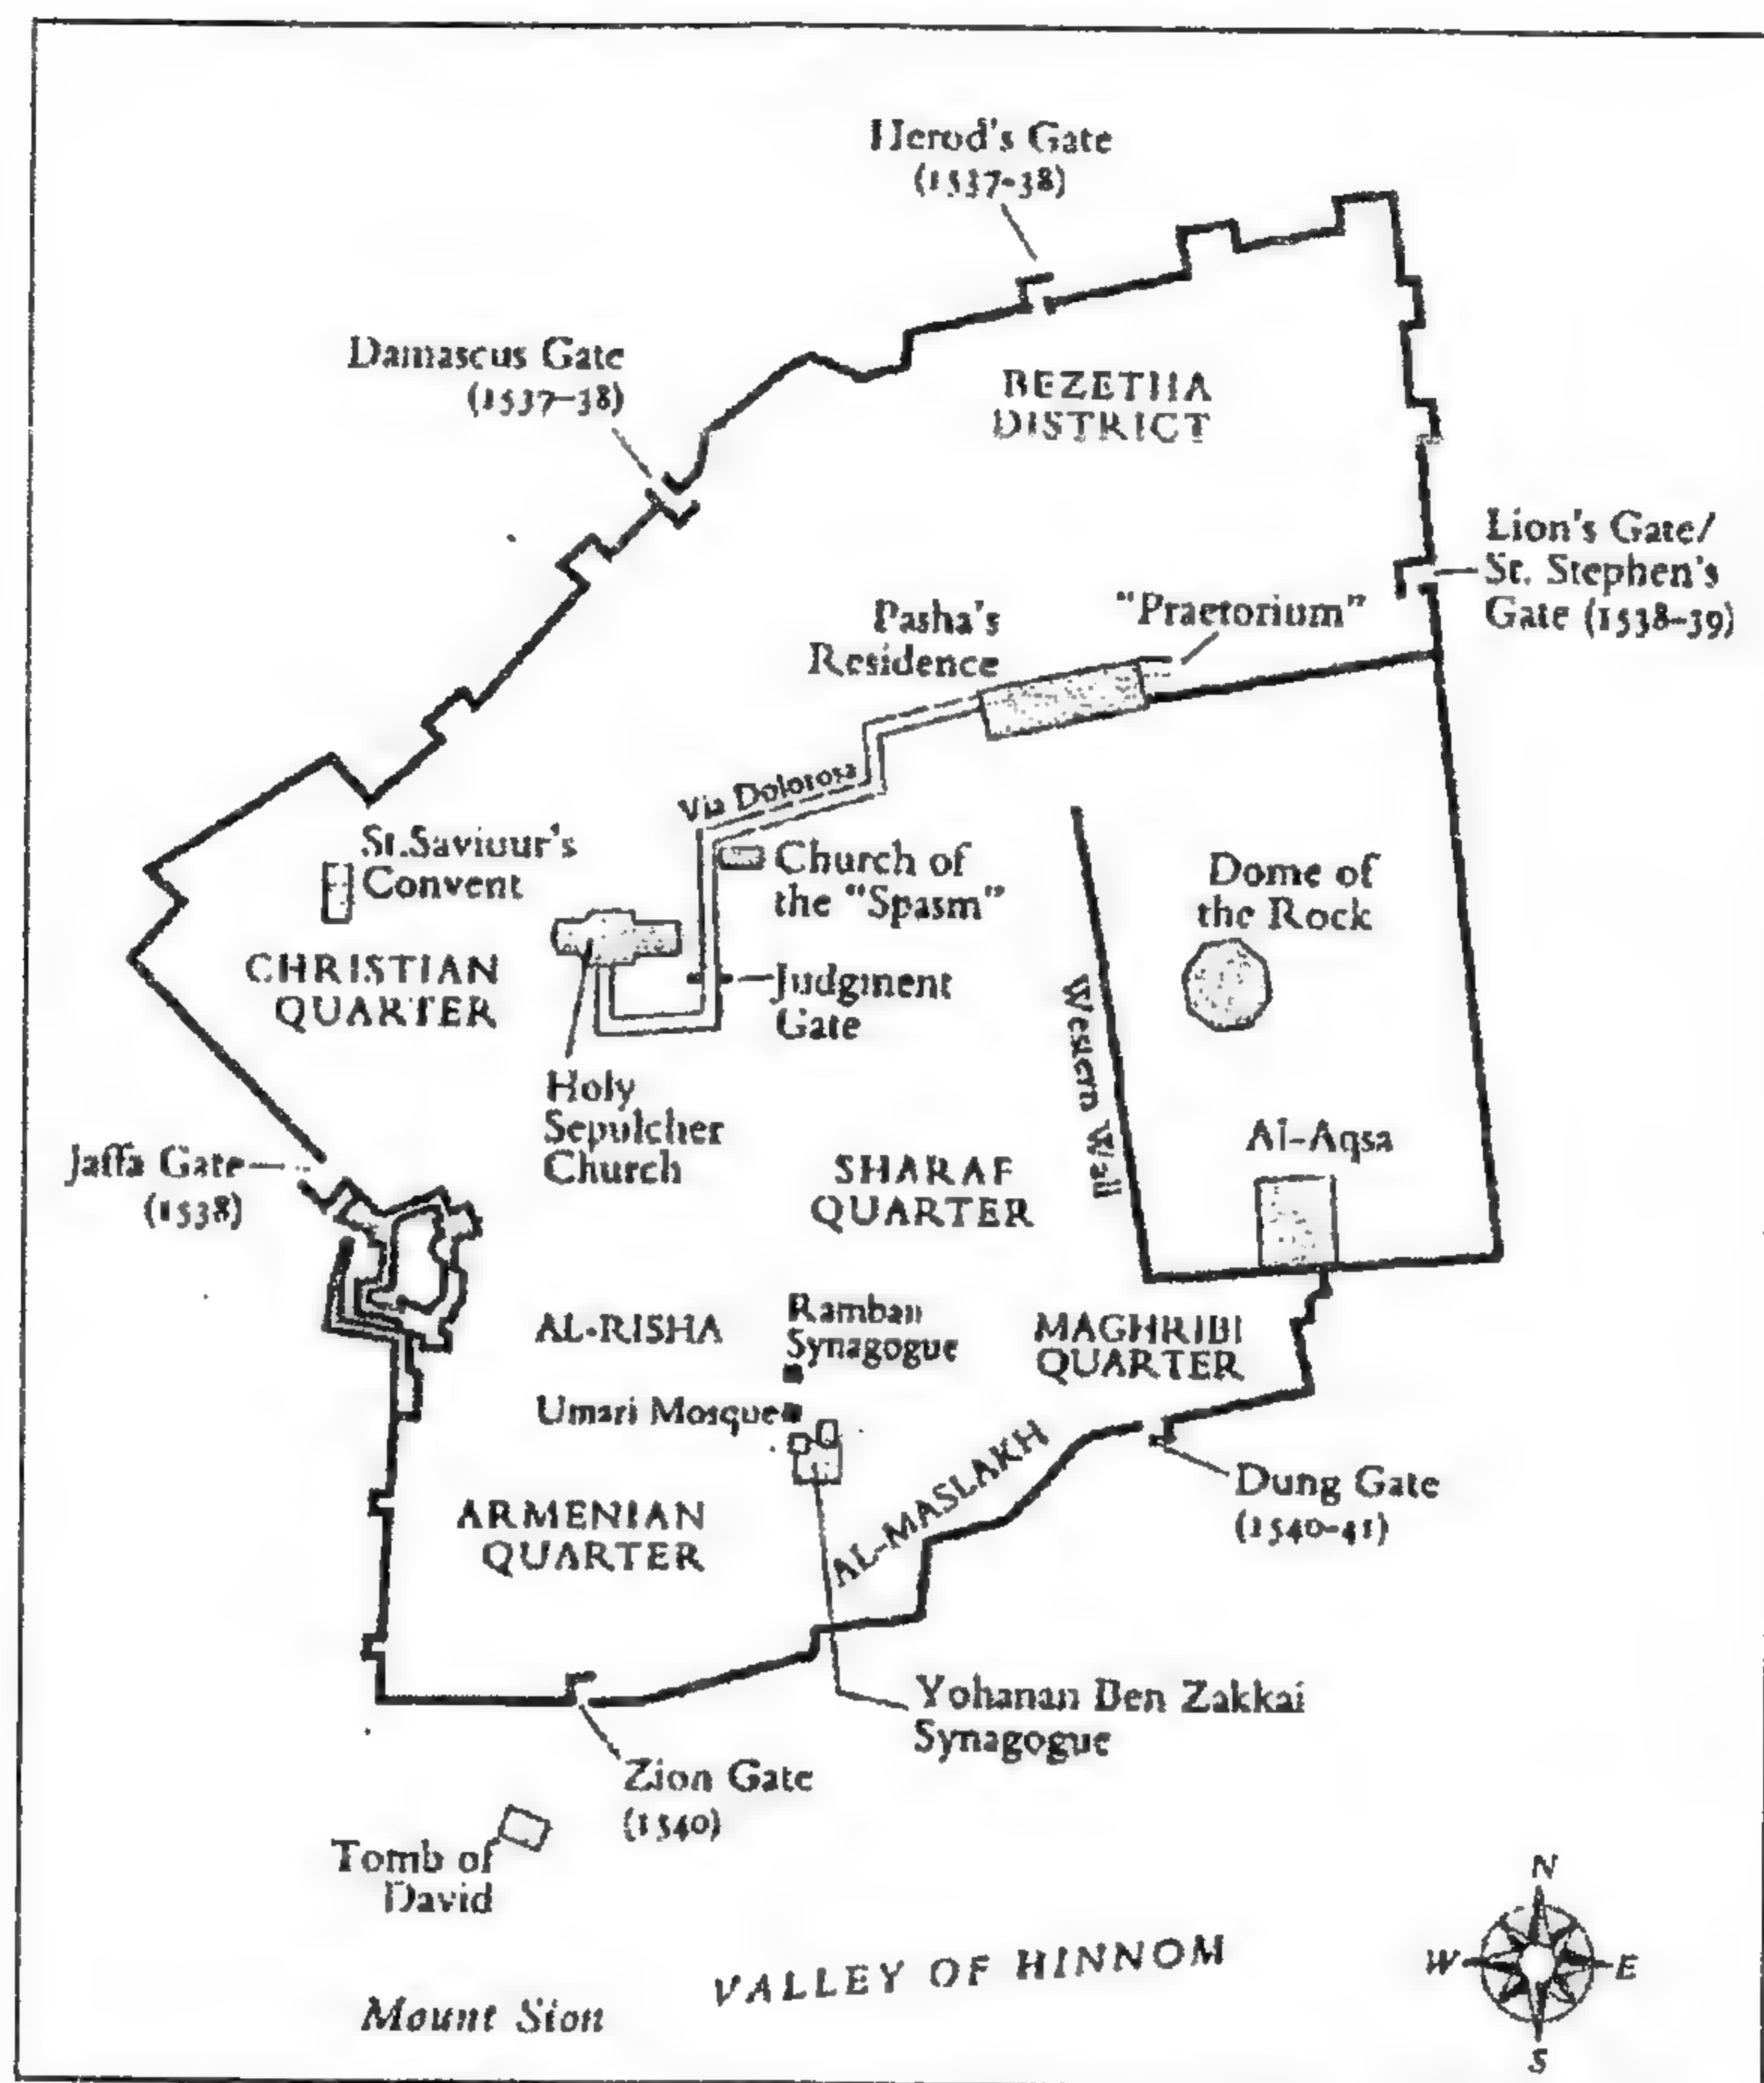 Herod's Gate
(1537-38)
Damascus Gate
(1537-38)
BEZETHA
DISTRICT
Lion's Gate/
St. Stephen's
Gate (1538-39)
"Praetorium"
Pasha's
Residence
Via Dolorosa
St. Saviour's
Convent
Church of
the "Spasm"
Dome of
the Rock
CHRISTIAN
QUARTER
Judgment
Gate
Western Wall
Holy
Sepulcher
Church
Al-Aqsa
Jaffa Gate
(1538)
SHARAF
QUARTER
AL-RISHA
Ramban
Synagogue
MAGHRIBI
QUARTER
Umari Mosque
AL-MASLAKH
Dung Gate
(1540-41)
ARMENIAN
QUARTER
Yohanan Ben Zakkai
Synagogue
Zion Gate
(1540)
Tomb of
David
N
W
E
S
VALLEY OF HINNOM
Mount Sion